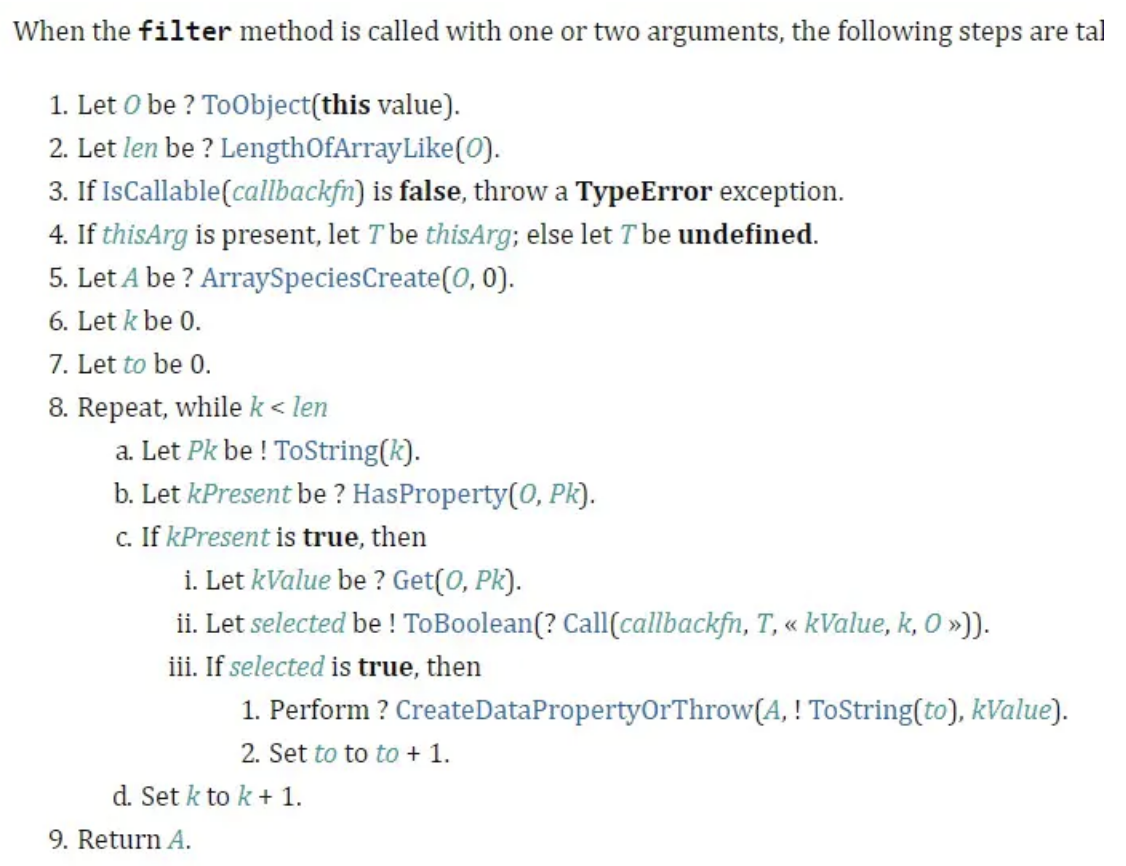 When the filter method is called with one or two arguments, the following steps are
1. Let O be ? ToObject(this value).
2. Let len be ? LengthOfArrayLike(O).
3. If IsCallable(callbackfn) is false, throw a TypeError exception.
4. If thisArg is present, let T be thisArg; else let T be undefined.
5. Let A be ? ArraySpeciesCreate(O, 0).
6. Let k be 0.
7. Let to be 0.
8. Repeat, while k < len
a. Let Pk be ! ToString(k).
b. Let kPresent be ? HasProperty(O, Pk).
c. If kPresent is true, then
i. Let kValue be ? Get(O, Pk).
ii. Let selected be ! ToBoolean(? Call(callbackfn, T, « kValue, k, O »)).
iii. If selected is true, then
1. Perform ? CreateDataPropertyOrThrow(A, ! ToString(to), kValue).
2. Set to to to + 1.
d. Set k to k + 1.
9. Return A.